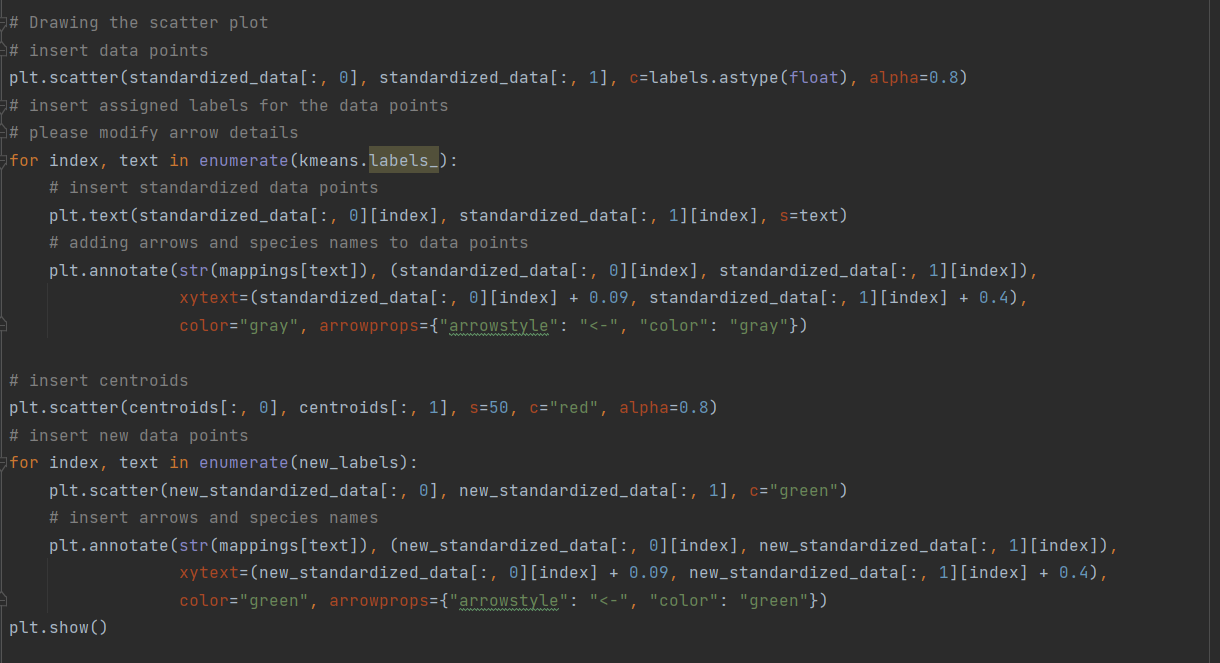 # Drawing the scatter plot
# insert data points
plt.scatter(standardized_data[:, 0], standardized_data[:, 1], c=labels.astype(float), alpha=0.8)
# insert assigned labels for the data points
# please modify arrow details
for index, text in enumerate(kmeans.labels_):
    # insert standardized data points
    plt.text(standardized_data[:, 0][index], standardized_data[:, 1][index], s=text)
    # adding arrows and species names to data points
    plt.annotate(str(mappings[text]), (standardized_data[:, 0][index], standardized_data[:, 1][index]),
                 xytext=(standardized_data[:, 0][index] + 0.09, standardized_data[:, 1][index] + 0.4),
                 color="gray", arrowprops={"arrowstyle": "<-", "color": "gray"})

# insert centroids
plt.scatter(centroids[:, 0], centroids[:, 1], s=50, c="red", alpha=0.8)
# insert new data points
for index, text in enumerate(new_labels):
    plt.scatter(new_standardized_data[:, 0], new_standardized_data[:, 1], c="green")
    # insert arrows and species names
    plt.annotate(str(mappings[text]), (new_standardized_data[:, 0][index], new_standardized_data[:, 1][index]),
                 xytext=(new_standardized_data[:, 0][index] + 0.09, new_standardized_data[:, 1][index] + 0.4),
                 color="green", arrowprops={"arrowstyle": "<-", "color": "green"})
plt.show()